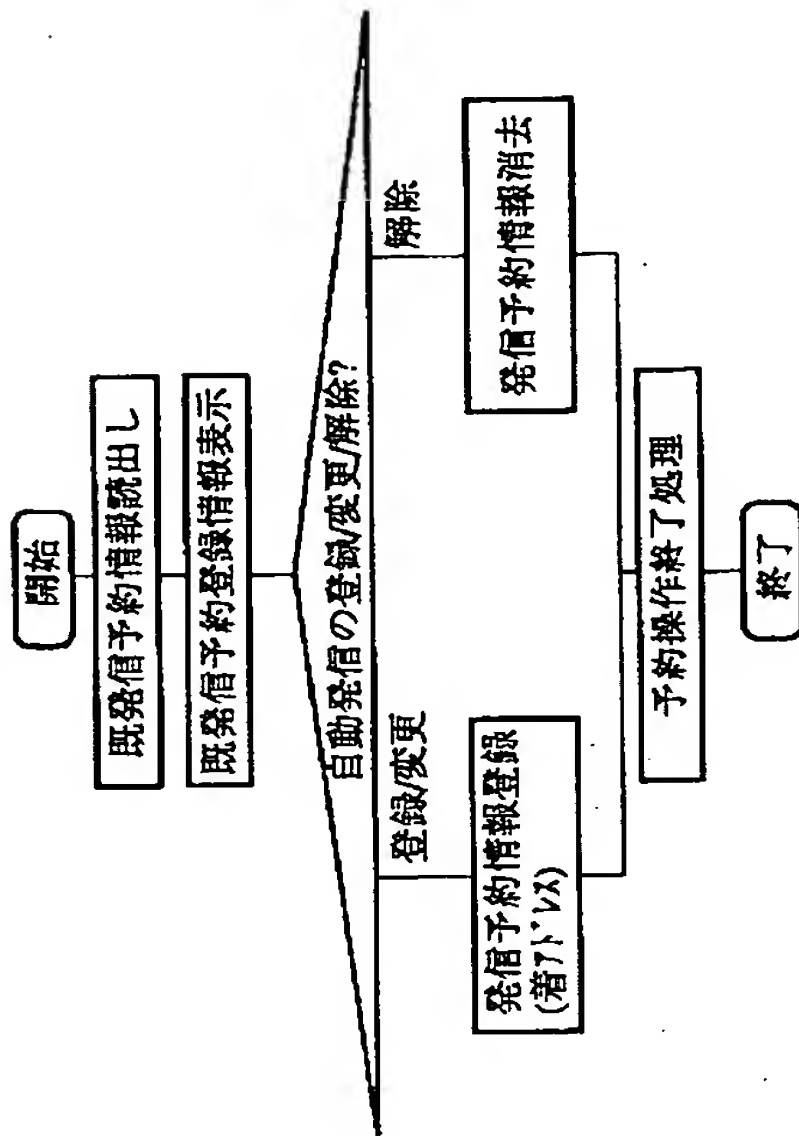 開始
既発信予約情報読出し
既発信予約登録情報表示
自動発信の登録/変更/解除?
登録/変更
解除
発信予約情報登録
(着ｱﾄﾞﾚｽ)
発信予約情報消去
予約操作終了処理
終了